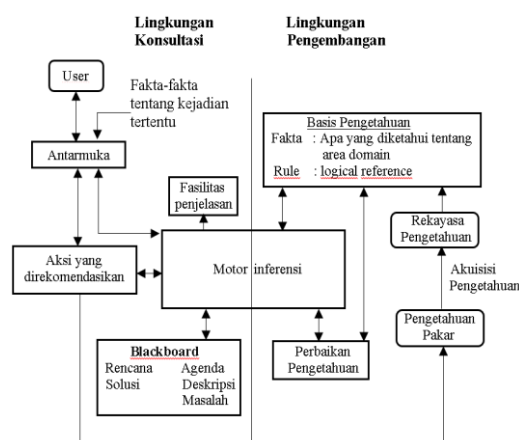 Lingkungan
Konsultasi
Lingkungan
Pengembangan
User
Fakta-fakta
tentang kejadian
tertentu
Antarmuka
Basis Pengetahuan
Fakta : Apa yang diketahui tentang
area domain
Rule : logical reference
Fasilitas
penjelasan
Rekayasa
Pengetahuan
Aksi yang
direkomendasikan
Motor inferensi
Akuisisi
Pengetahuan
Pengetahuan
Pakar
Blackboard
Rencana Agenda
Solusi Deskripsi
Masalah
Perbaikan
Pengetahuan